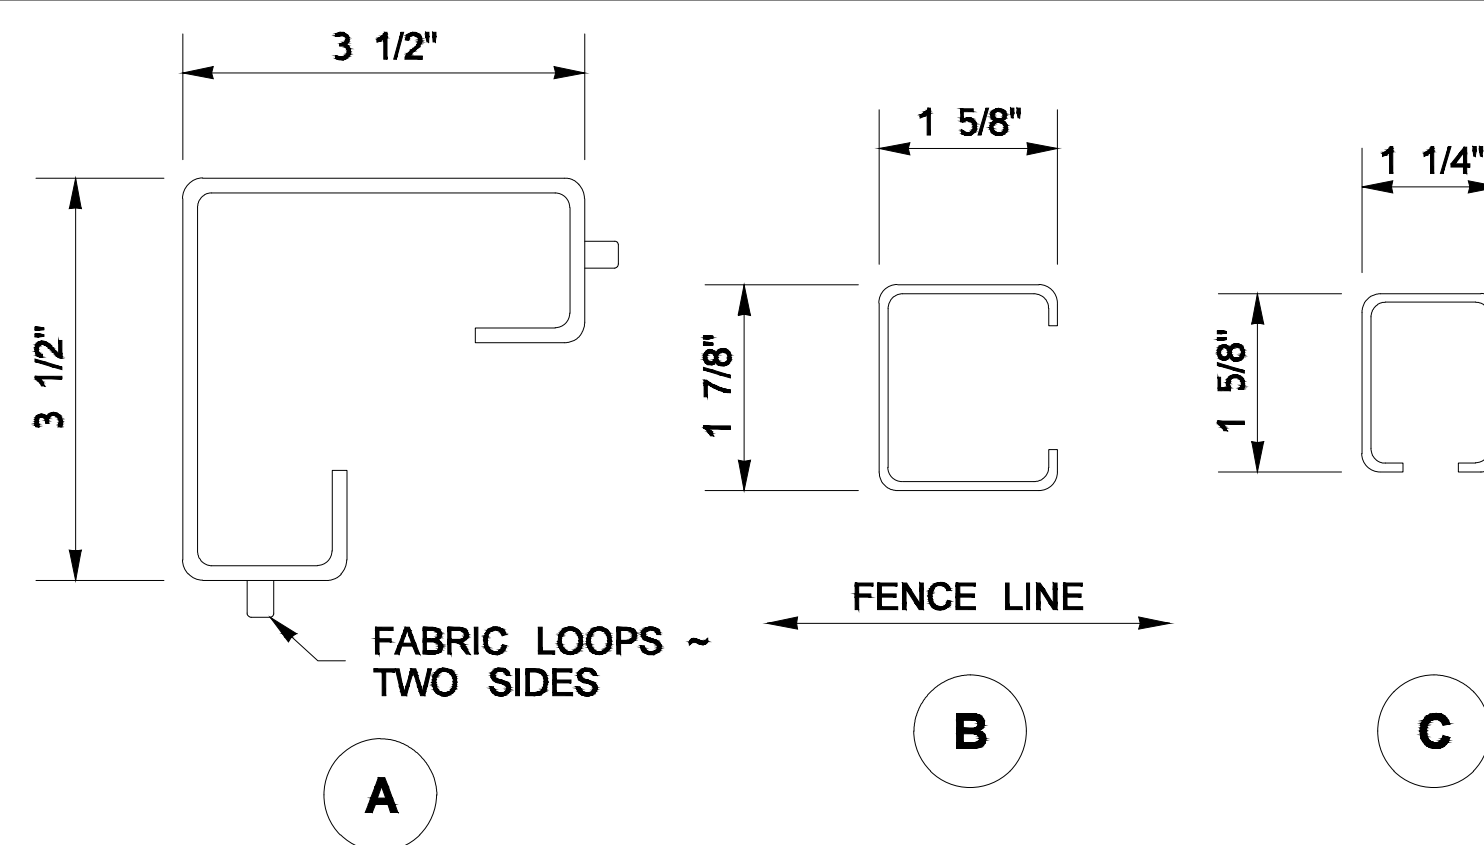 3 1/2"
1 5/8"
1 1/4"
3 1/2"
1 7/8"
1 5/8"
FENCE LINE
FABRIC LOOPS ~
TWO SIDES
B
C
A